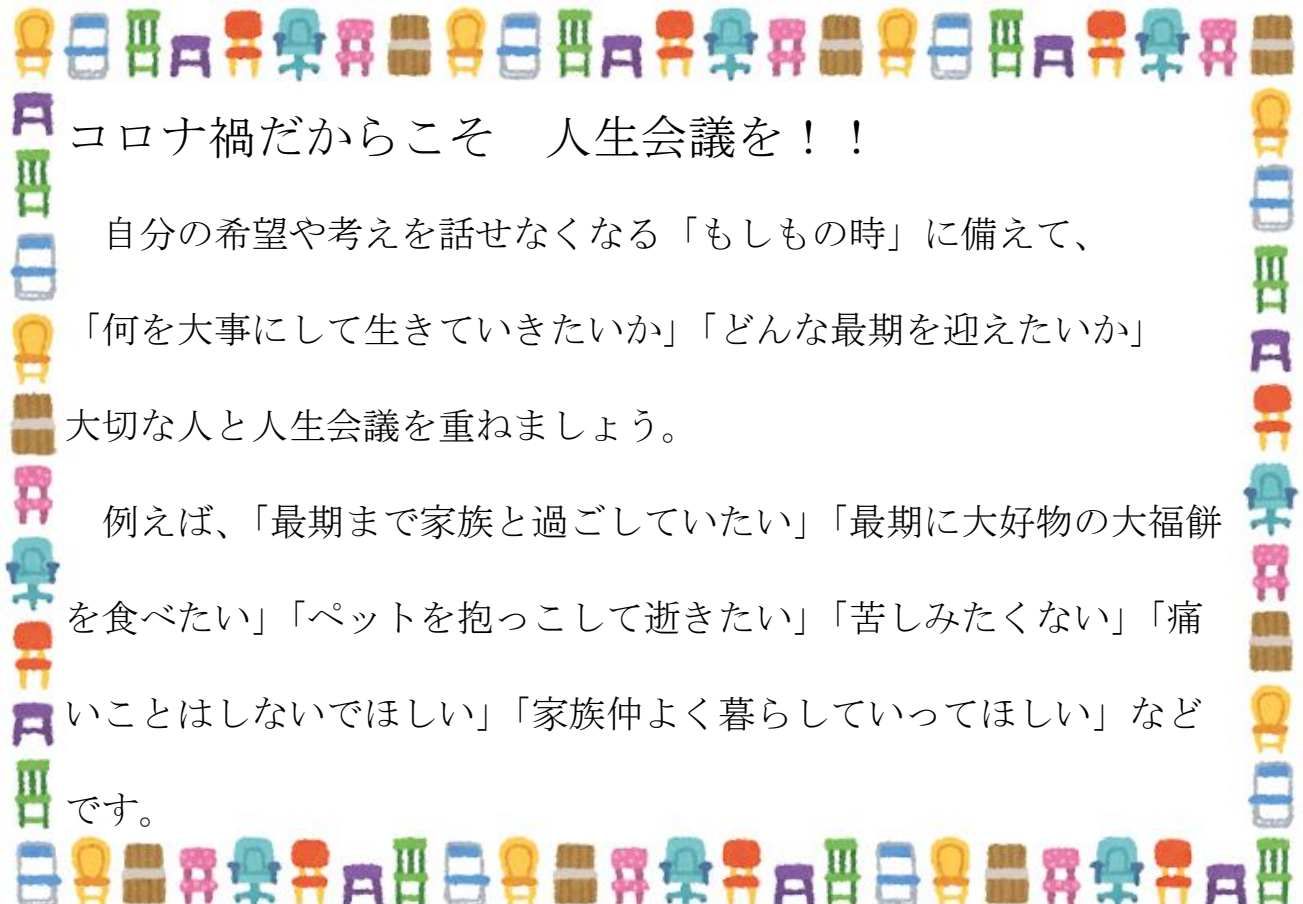 コロナ禍だからこそ　人生会議を！！
　自分の希望や考えを話せなくなる「もしもの時」に備えて、
「何を大事にして生きていきたいか」「どんな最期を迎えたいか」
大切な人と人生会議を重ねましょう。
　例えば、「最期まで家族と過ごしていたい」「最期に大好物の大福餅
を食べたい」「ペットを抱っこして逝きたい」「苦しみたくない」「痛
いことはしないでほしい」「家族仲よく暮らしていってほしい」など
です。